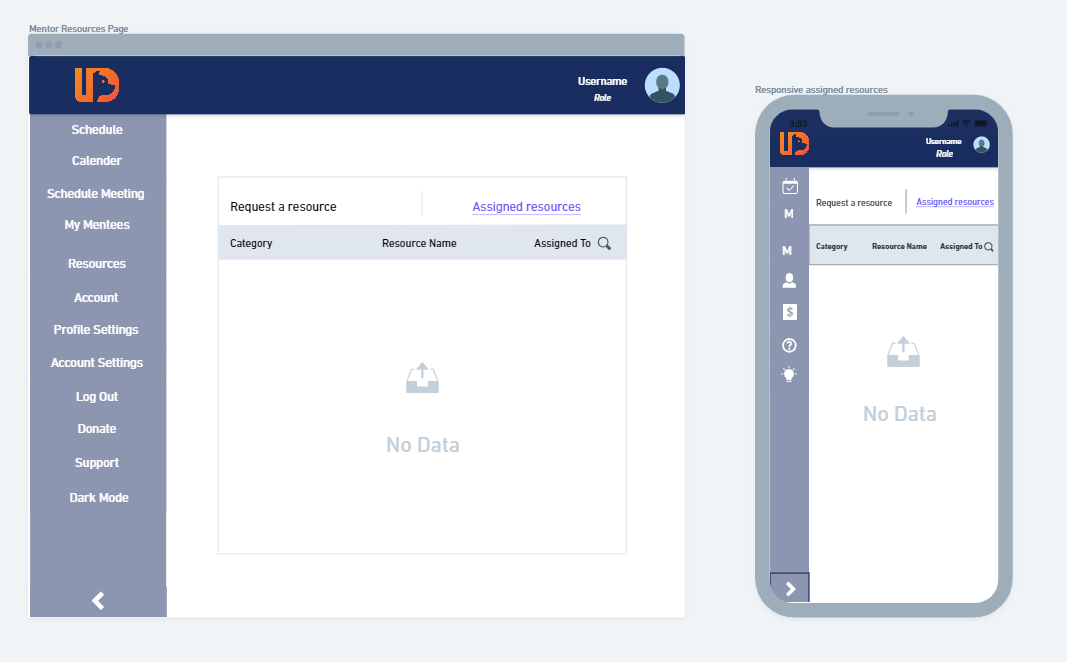 Mentor Resources Page
Username
Role
Schedule
Calender
Schedule Meeting
My Mentees
Resources
Account
Profile Settings
Account Settings
Log Out
Donate
Support
Dark Mode
Request a resource
Assigned resources
Category
Resource Name
Assigned To
No Data
Responsive assigned resources
3:03
Username
Role
M
M
$
?
Request a resource
Assigned resources
Category
Resource Name
Assigned To
No Data